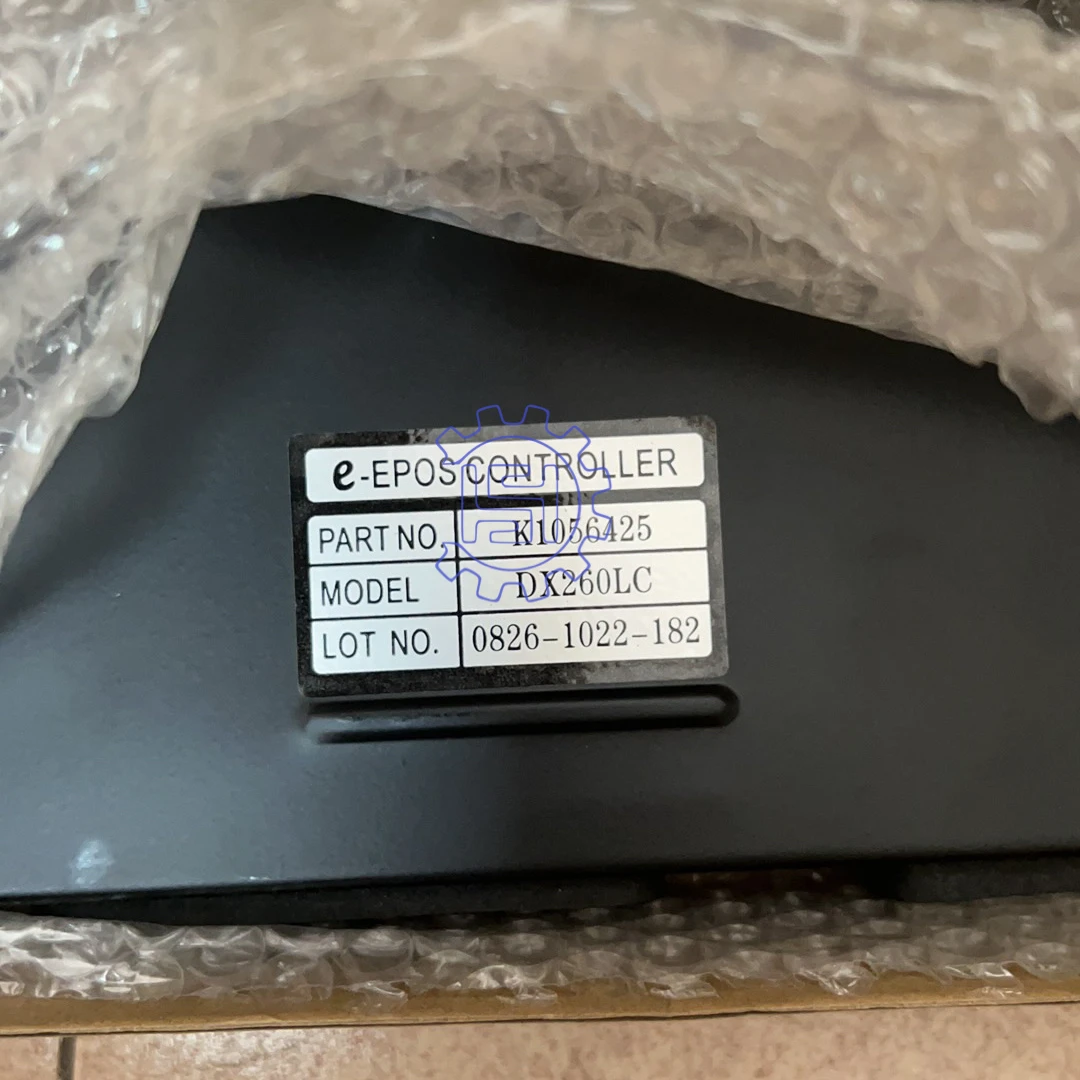 e-EPOS CONTROLLER
PART NO. K1056425
MODEL DX260LC
LOT NO. 0826-1022-182